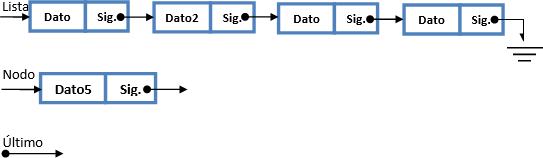 Lista
Dato Sig. Dato2 Sig. Dato Sig. Dato Sig.
Nodo
Dato5 Sig.
Último